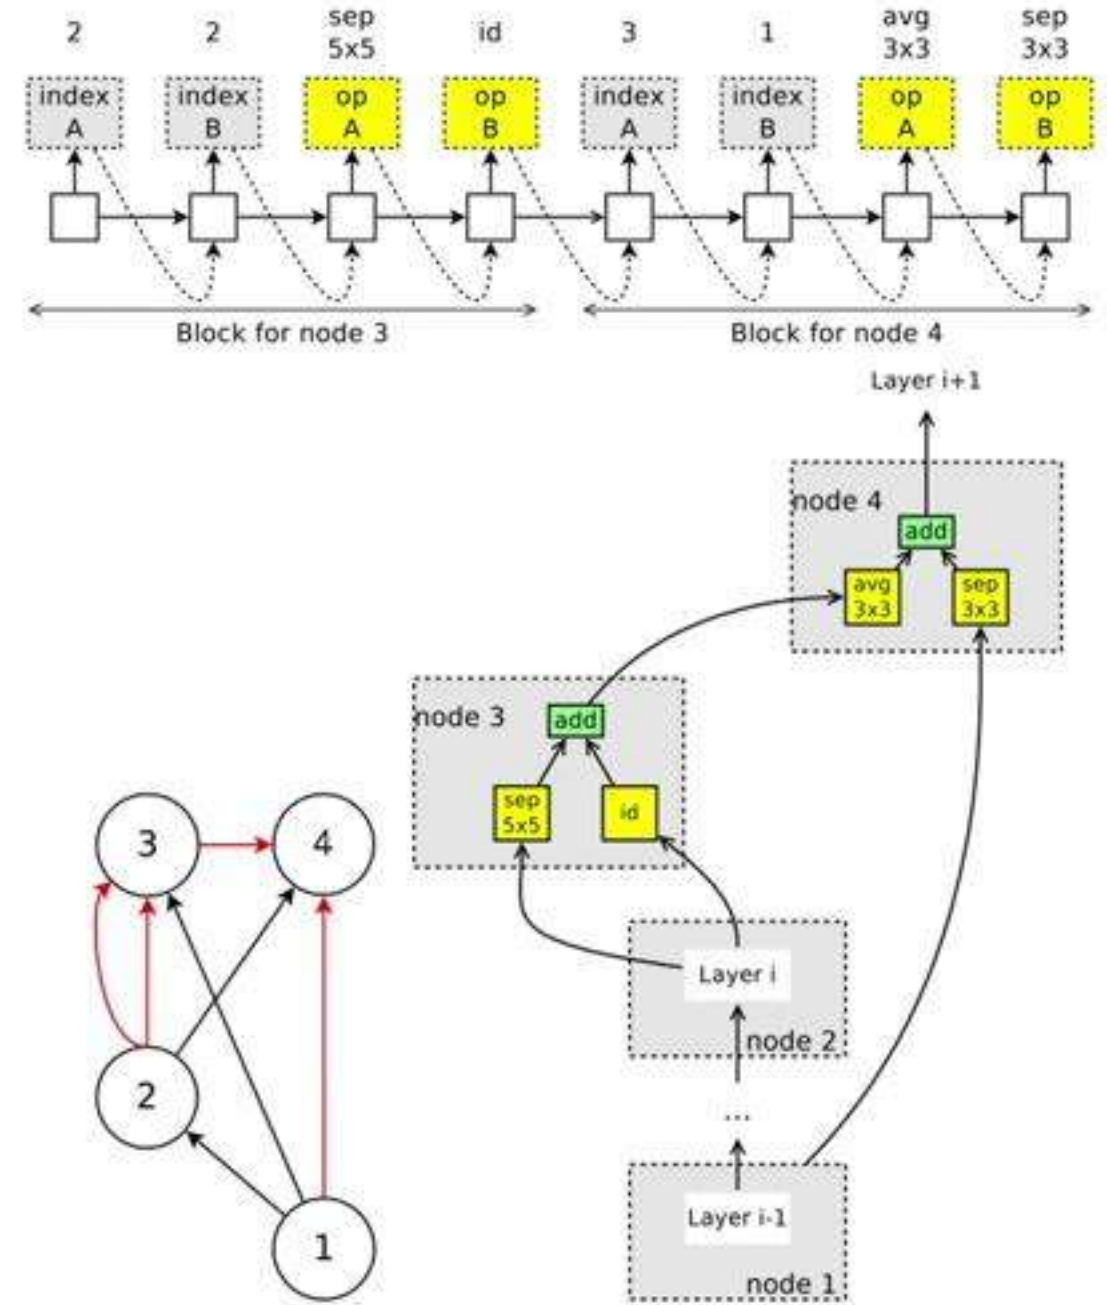 2 2 sep 5x5 id 3 1 avg 3x3 sep 3x3
index A index B op A op B index A index B op A op B
Block for node 3 Block for node 4
Layer i+1
node 4
add
avg 3x3
sep 3x3
node 3
add
sep 5x5
id
Layer i
node 2
...
Layer i-1
node 1
3
4
2
1